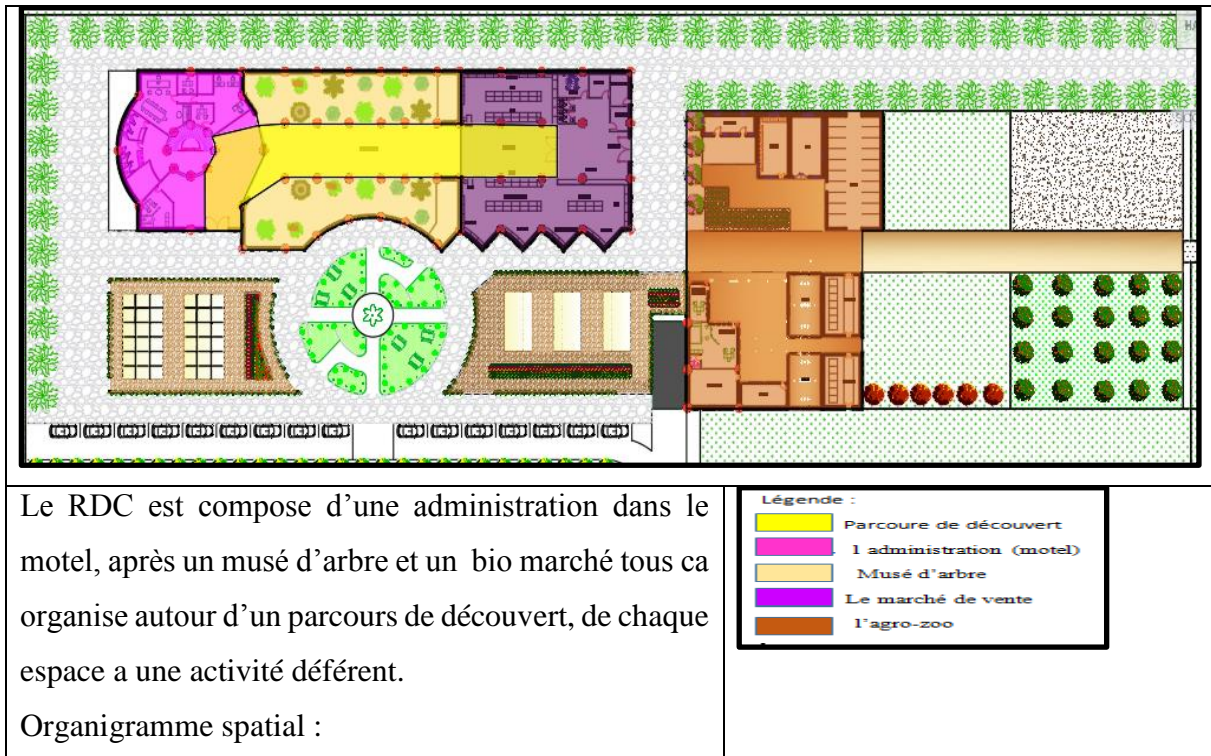 Le RDC est compose d'une administration dans le
motel, après un musé d'arbre et un bio marché tous ca
organise autour d'un parcours de découvert, de chaque
espace a une activité déférent.
Organigramme spatial :
Légende :
Parcoure de découvert
l administration (motel)
Musé d'arbre
Le marché de vente
l'agro-zoo